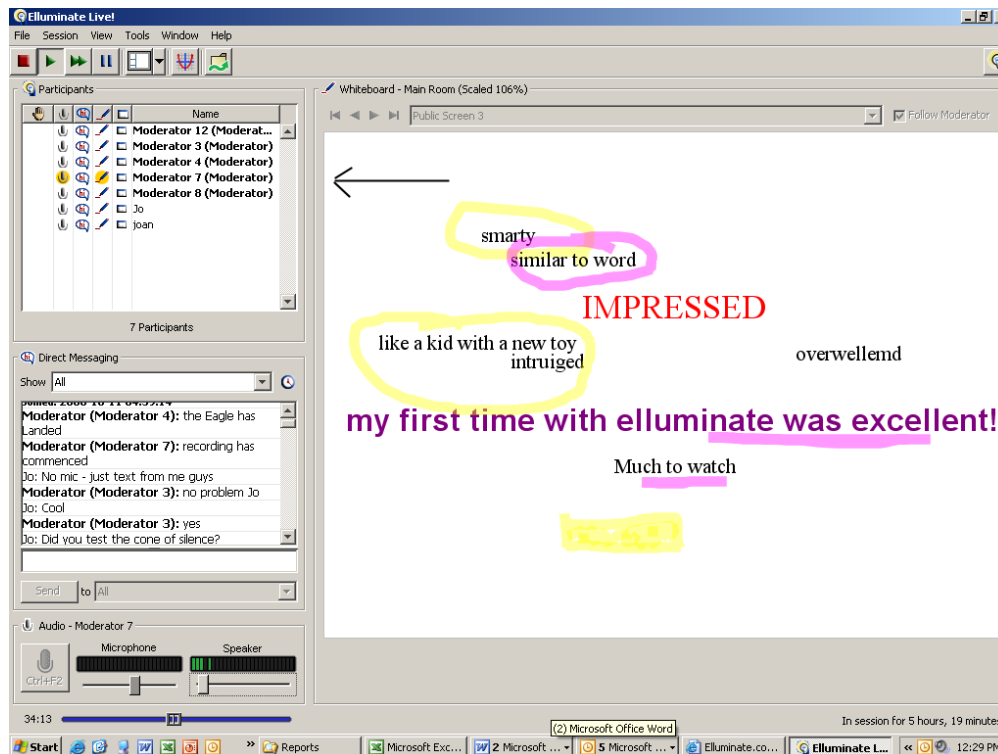 Elluminate Live!
File Session View Tools Window Help
Participants
Name
Moderator 12 (Moderat...
Moderator 3 (Moderator)
Moderator 4 (Moderator)
Moderator 7 (Moderator)
Moderator 8 (Moderator)
Jo
joan
7 Participants
Direct Messaging
Show All
Moderator (Moderator 4): the Eagle has
Landed
Moderator (Moderator 7): recording has
commenced
Jo: No mic - just text from me guys
Moderator (Moderator 3): no problem Jo
Jo: Cool
Moderator (Moderator 3): yes
Jo: Did you test the cone of silence?
Send to All
Audio - Moderator 7
Microphone Speaker
Ctrl+F2
34:13
Whiteboard - Main Room (Scaled 106%)
Public Screen 3 Follow Moderator
smarty
similar to word
IMPRESSED
like a kid with a new toy
intruiged
overwellemd
my first time with elluminate was excellent!
Much to watch
In session for 5 hours, 19 minute
(2) Microsoft Office Word
Start » Reports Microsoft Exc... 2 Microsoft ... 5 Microsoft ... Elluminate.co... Elluminate L... « 12:29 PM